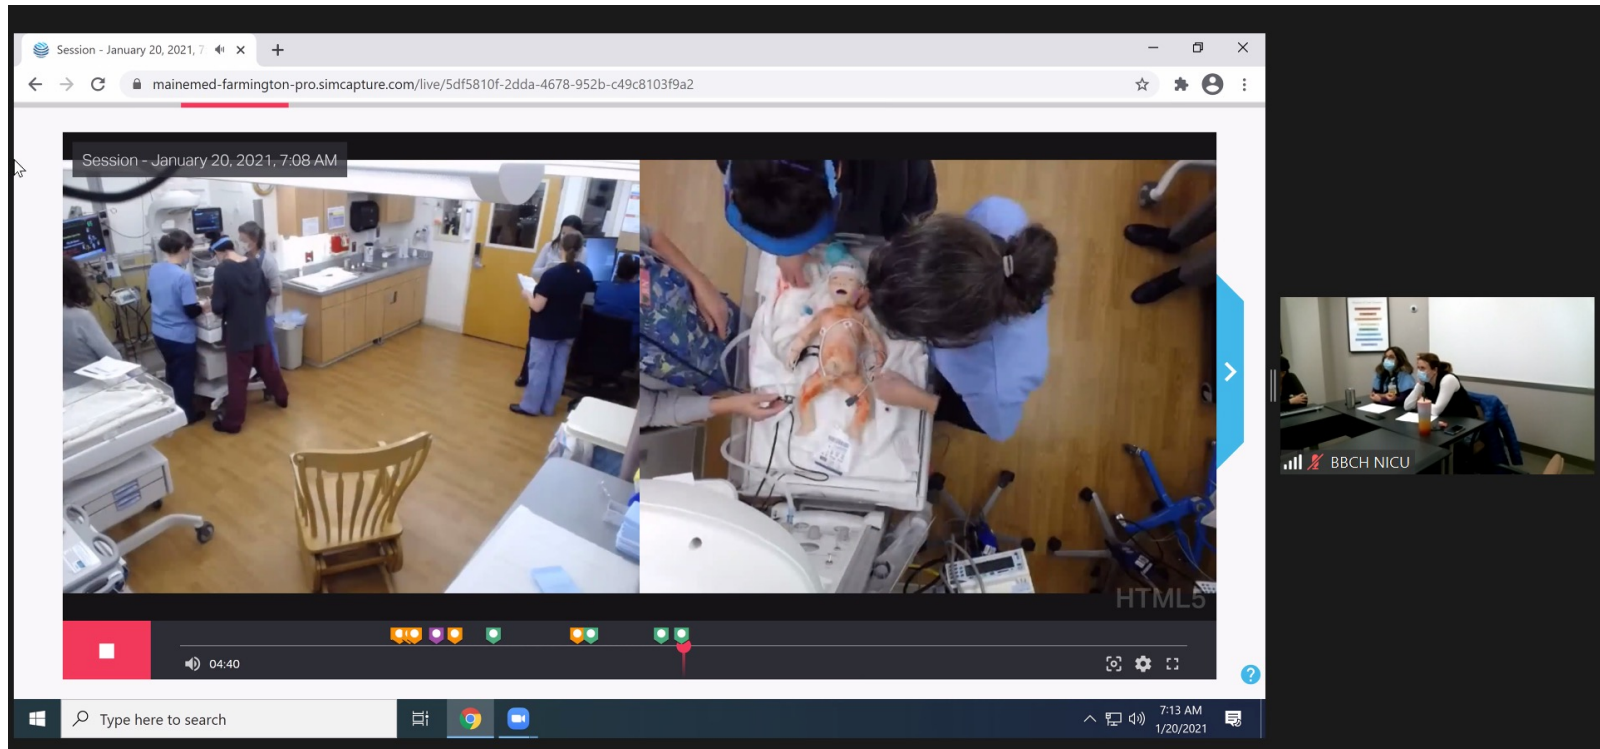 Session - January 20, 2021, 7
mainemed-farmington-pro.simcapture.com/live/5df5810f-2dda-4678-952b-c49c8103f9a2
Session - January 20, 2021, 7:08 AM
BBCH NICU
HTML5
04:40
Type here to search
7:13 AM
1/20/2021